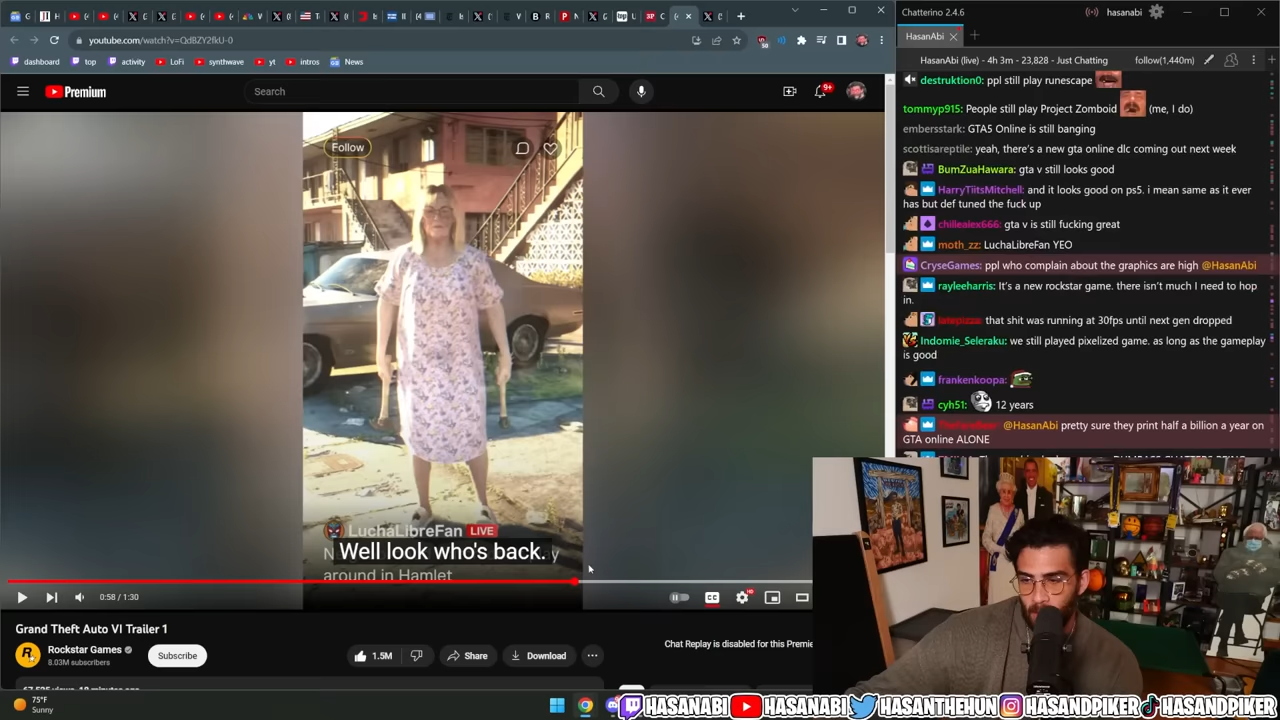 youtube.com/watch?v=QdBZY2fkU-0
dashboard
top
activity
LoFi
synthwave
yt
intros
News
Premium
Search
9+
Follow
LuchaLibreFan LIVE
Well look who's back.
around in Hamlet
0:58 / 1:30
Grand Theft Auto VI Trailer 1
Rockstar Games
8.03M subscribers
Subscribe
1.5M
Share
Download
Chat Replay is disabled for this Premie
75°F
Sunny
Chatterino 2.4.6
hasanabi
HasanAbi
HasanAbi (live) - 4h 3m - 23,828 - Just Chatting
follow(1,440m)
destruktion0: ppl still play runescape
tommyp915: People still play Project Zomboid (me, I do)
embersstark: GTA5 Online is still banging
scottisareptile: yeah, there's a new gta online dlc coming out next week
BumZuaHawara: gta v still looks good
HarryTiitsMitchell: and it looks good on ps5. i mean same as it ever
has but def tuned the fuck up
chillealex666: gta v is still fucking great
moth_zz: LuchaLibreFan YEO
CryseGames: ppl who complain about the graphics are high @HasanAbi
rayleeharris: It's a new rockstar game. there isn't much I need to hop
in.
that shit was running at 30fps until next gen dropped
Indomie_Seleraku: we still played pixelized game. as long as the gameplay
is good
frankenkoopa:
cyh51: 12 years
@HasanAbi pretty sure they print half a billion a year on
GTA online ALONE
HASANABI HASANABI HASANTHEHUN HASANDPIKER HASANDPIKER